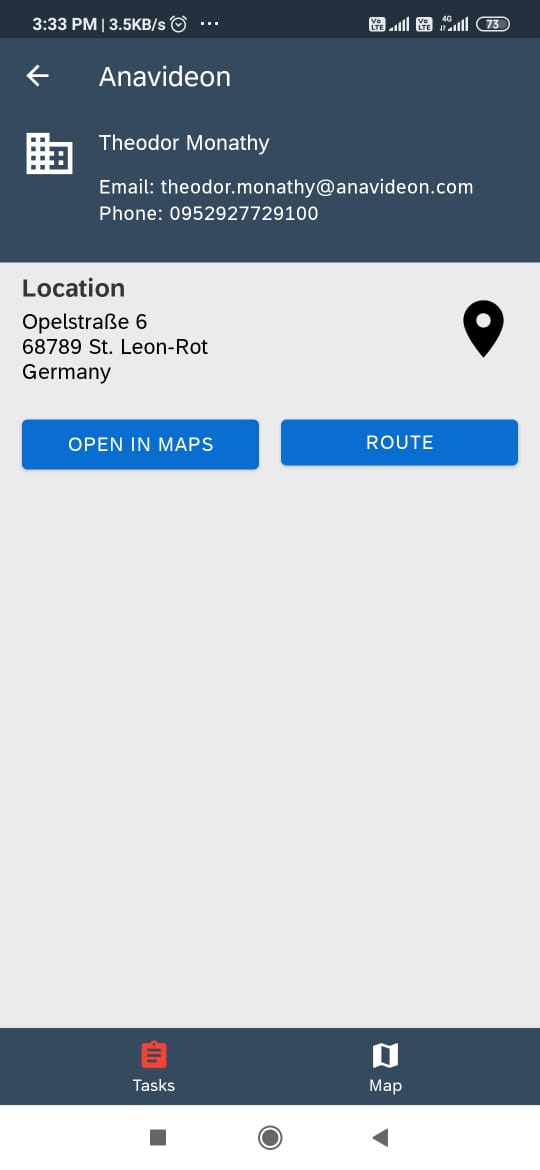 3:33 PM | 3.5KB/s ...
Vo LTE Vo LTE 4G 73
Anavideon
Theodor Monathy
Email: theodor.monathy@anavideon.com
Phone: 0952927729100
Location
Opelstraße 6
68789 St. Leon-Rot
Germany
OPEN IN MAPS
ROUTE
Tasks
Map